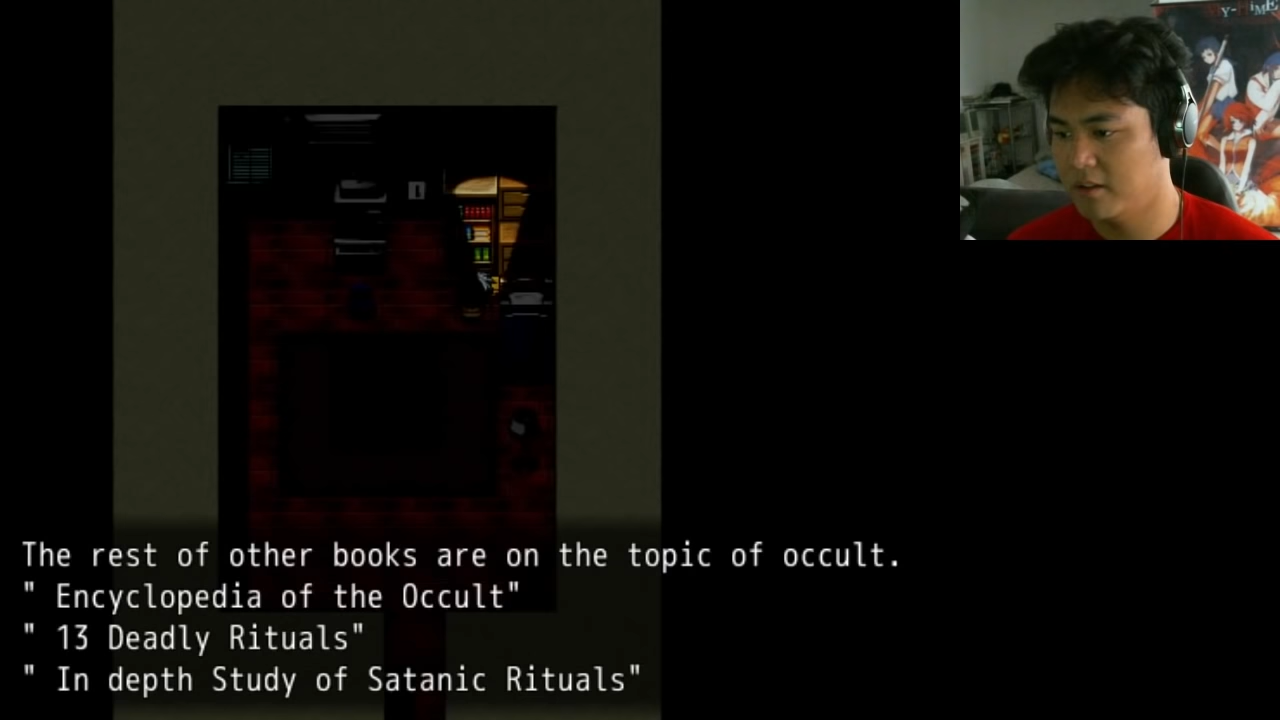 Y-HiME
The rest of other books are on the topic of occult.
" Encyclopedia of the Occult"
" 13 Deadly Rituals"
" In depth Study of Satanic Rituals"